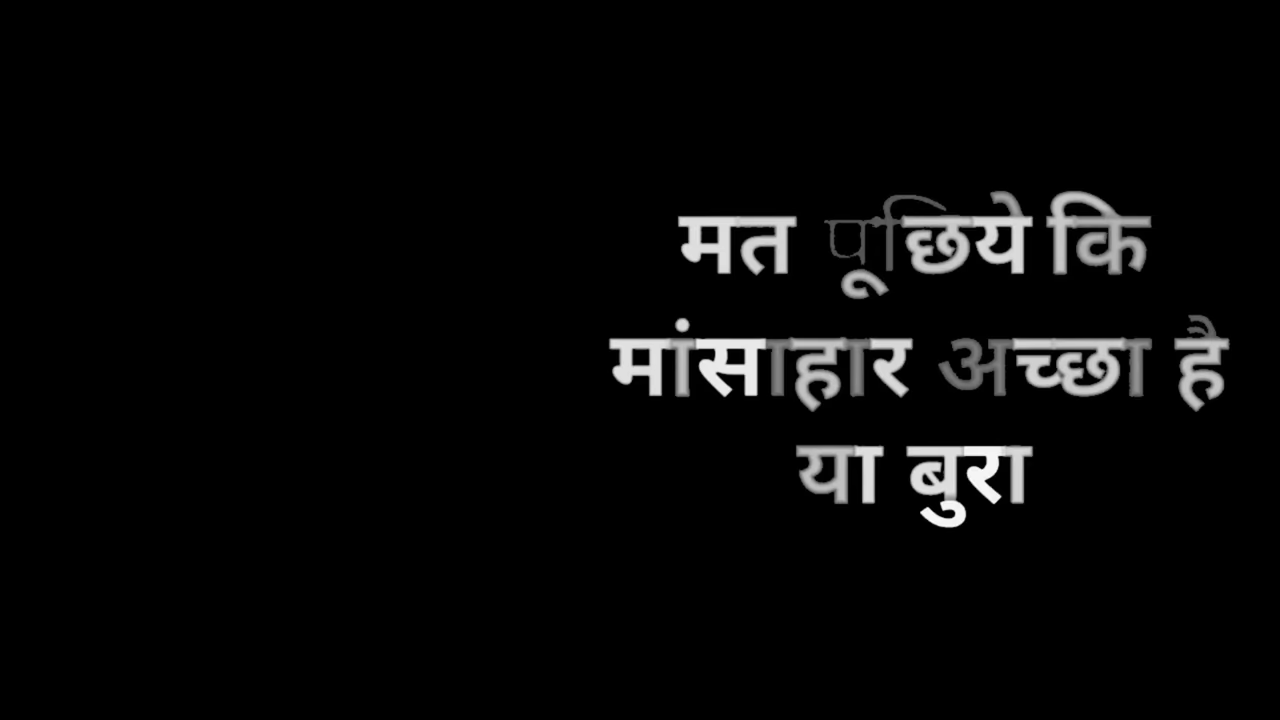 मत पूछिये कि
मांसाहार अच्छा है
या बुरा